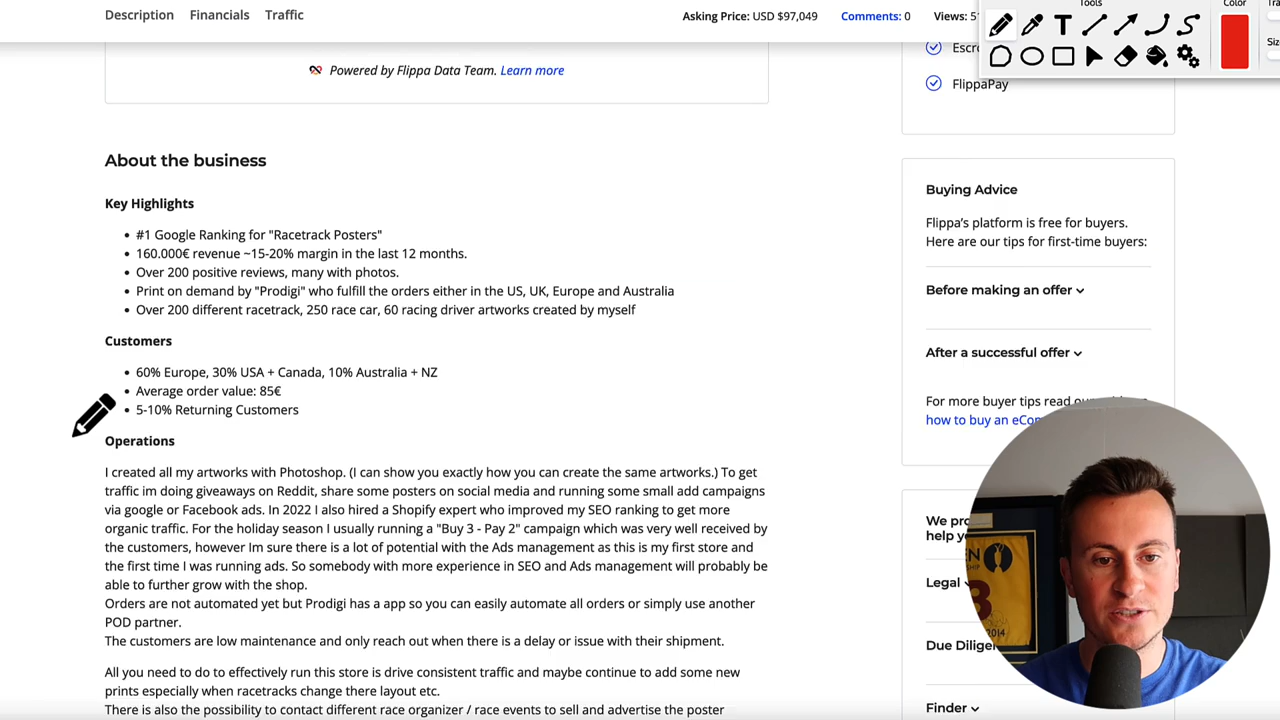 Description Financials Traffic
Asking Price: USD $97,049 Comments: 0 Views:
Tools
Color
T
Powered by Flippa Data Team. Learn more
FlippaPay
About the business
Key Highlights
#1 Google Ranking for "Racetrack Posters"
160.000€ revenue ~15-20% margin in the last 12 months.
Over 200 positive reviews, many with photos.
Print on demand by "Prodigi" who fulfill the orders either in the US, UK, Europe and Australia
Over 200 different racetrack, 250 race car, 60 racing driver artworks created by myself
Customers
60% Europe, 30% USA + Canada, 10% Australia + NZ
Average order value: 85€
5-10% Returning Customers
Operations
I created all my artworks with Photoshop. (I can show you exactly how you can create the same artworks.) To get
traffic im doing giveaways on Reddit, share some posters on social media and running some small add campaigns
via google or Facebook ads. In 2022 I also hired a Shopify expert who improved my SEO ranking to get more
organic traffic. For the holiday season I usually running a "Buy 3 - Pay 2" campaign which was very well received by
the customers, however Im sure there is a lot of potential with the Ads management as this is my first store and
the first time I was running ads. So somebody with more experience in SEO and Ads management will probably be
able to further grow with the shop.
Orders are not automated yet but Prodigi has a app so you can easily automate all orders or simply use another
POD partner.
The customers are low maintenance and only reach out when there is a delay or issue with their shipment.
All you need to do to effectively run this store is drive consistent traffic and maybe continue to add some new
prints especially when racetracks change there layout etc.
There is also the possibility to contact different race organizer / race events to sell and advertise the poster
Buying Advice
Flippa's platform is free for buyers.
Here are our tips for first-time buyers:
Before making an offer
After a successful offer
For more buyer tips read
how to buy an
We
help
Legal
Due
Finder
3
2014